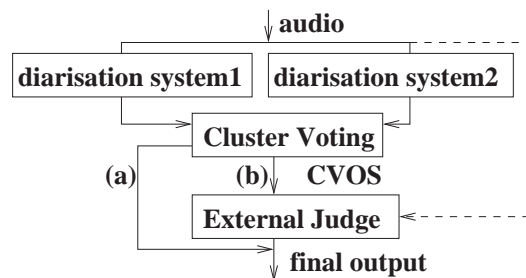 audio
diarisation system1
diarisation system2
Cluster Voting
(a)
(b)
CVOS
External Judge
final output